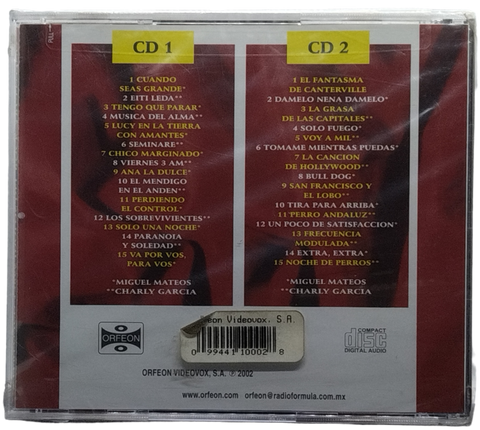 CD 1
1 CUANDO
SEAS GRANDE*
2 EITI LEDA**
3 TENGO QUE PARAR*
4 MUSICA DEL ALMA**
5 LUCY EN LA TIERRA
CON AMANTES*
6 SEMINARE**
7 CHICO MARGINADO*
8 VIERNES 3 AM**
9 ANA LA DULCE*
10 EL MENDIGO
EN EL ANDEN**
11 PERDIENDO
EL CONTROL*
12 LOS SOBREVIVIENTES**
13 SOLO UNA NOCHE*
14 PARANOIA
Y SOLEDAD**
15 VA POR VOS,
PARA VOS*
*MIGUEL MATEOS
**CHARLY GARCIA
CD 2
1 EL FANTASMA
DE CANTERVILLE
2 DAMELO NENA DAMELO*
3 LA GRASA
DE LAS CAPITALES**
4 SOLO FUEGO*
5 VOY A MIL**
6 TOMAME MIENTRAS PUEDAS*
7 LA CANCION
DE HOLLYWOOD**
8 BULL DOG*
9 SAN FRANCISCO Y
EL LOBO**
10 TIRA PARA ARRIBA*
11 PERRO ANDALUZ**
12 UN POCO DE SATISFACCION*
13 FRECUENCIA
MODULADA**
14 EXTRA, EXTRA*
15 NOCHE DE PERROS**
*MIGUEL MATEOS
**CHARLY GARCIA
ORFEON
Videovox, S.A.
0 99441 10002 8
COMPACT
disc
DIGITAL AUDIO
ORFEON VIDEOVOX, S.A. ℗ 2002
www.orfeon.com orfeon@radioformula.com.mx